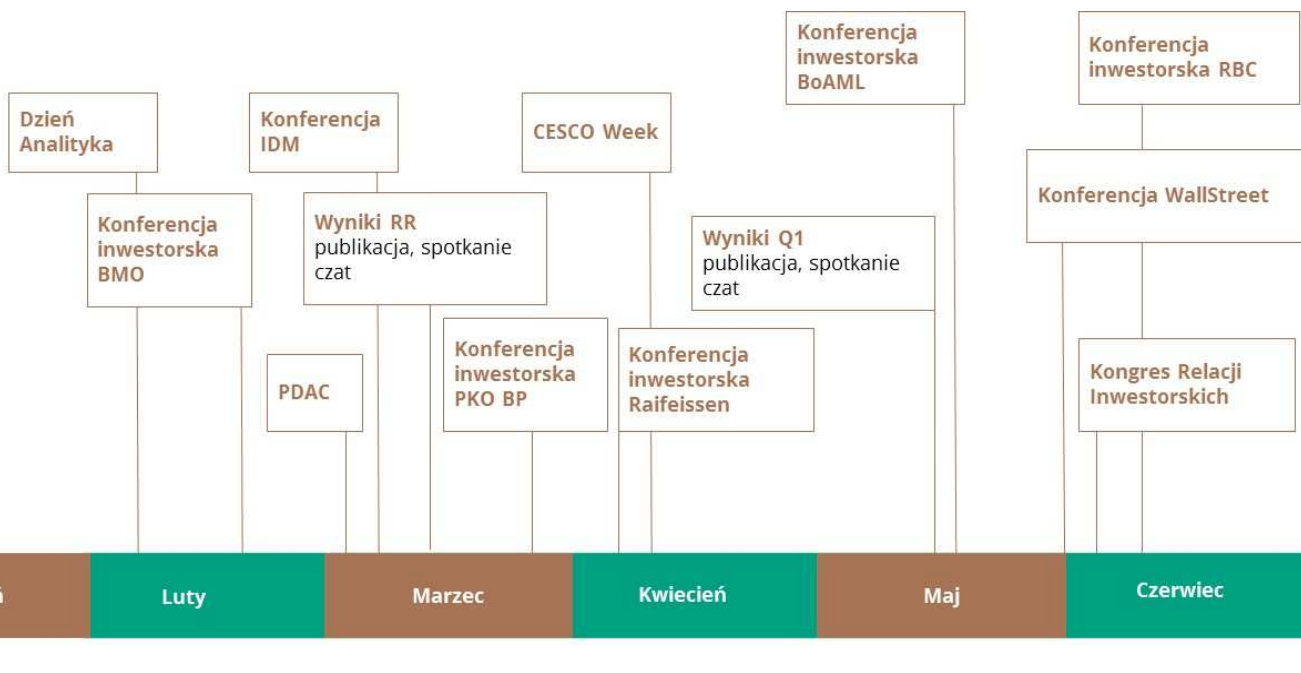 Dzień
Analityka
Konferencja
inwestorska
BMO
Konferencja
IDM
Wyniki RR
publikacja, spotkanie
czat
PDAC
Konferencja
inwestorska
PKO BP
CESCO Week
Konferencja
inwestorska
Raifeissen
Wyniki Q1
publikacja, spotkanie
czat
Konferencja
inwestorska
BoAML
Konferencja
inwestorska RBC
Konferencja WallStreet
Kongres Relacji
Inwestorskich
ń
Luty
Marzec
Kwiecień
Maj
Czerwiec